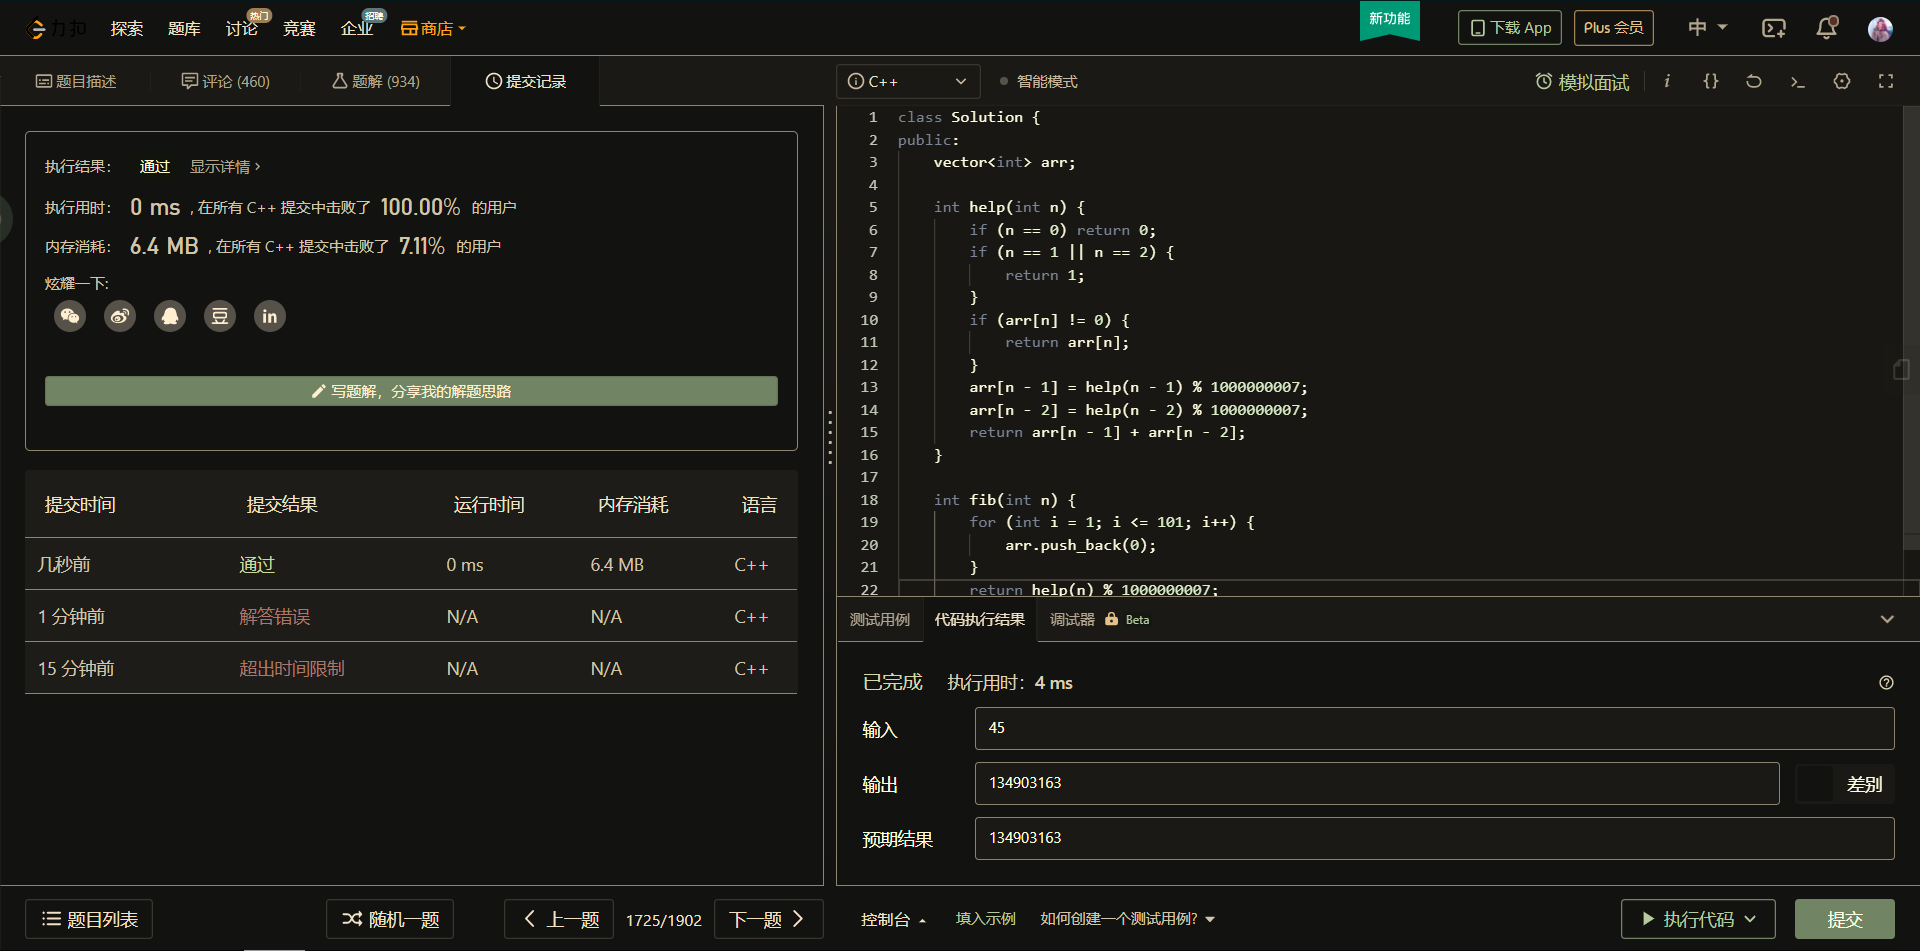 力扣 探索 题库 讨论 热门 竞赛 企业 招聘 商店 新功能 下载 App Plus 会员 中
题目描述 评论 (460) 题解 (934) 提交记录
执行结果： 通过 显示详情 ›
执行用时： 0 ms , 在所有 C++ 提交中击败了 100.00% 的用户
内存消耗： 6.4 MB , 在所有 C++ 提交中击败了 7.11% 的用户
炫耀一下:
豆 in
写题解，分享我的解题思路
提交时间 提交结果 运行时间 内存消耗 语言
几秒前 通过 0 ms 6.4 MB C++
1 分钟前 解答错误 N/A N/A C++
15 分钟前 超出时间限制 N/A N/A C++
C++ 智能模式 模拟面试 i {} >_
1 class Solution {
2 public:
3 vector<int> arr;
4
5 int help(int n) {
6 if (n == 0) return 0;
7 if (n == 1 || n == 2) {
8 return 1;
9 }
10 if (arr[n] != 0) {
11 return arr[n];
12 }
13 arr[n - 1] = help(n - 1) % 1000000007;
14 arr[n - 2] = help(n - 2) % 1000000007;
15 return arr[n - 1] + arr[n - 2];
16 }
17
18 int fib(int n) {
19 for (int i = 1; i <= 101; i++) {
20 arr.push_back(0);
21 }
22 return help(n) % 1000000007;
测试用例 代码执行结果 调试器 Beta
已完成 执行用时：4 ms
输入 45
输出 134903163 差别
预期结果 134903163
题目列表 随机一题 上一题 1725/1902 下一题 控制台 填入示例 如何创建一个测试用例? 执行代码 提交